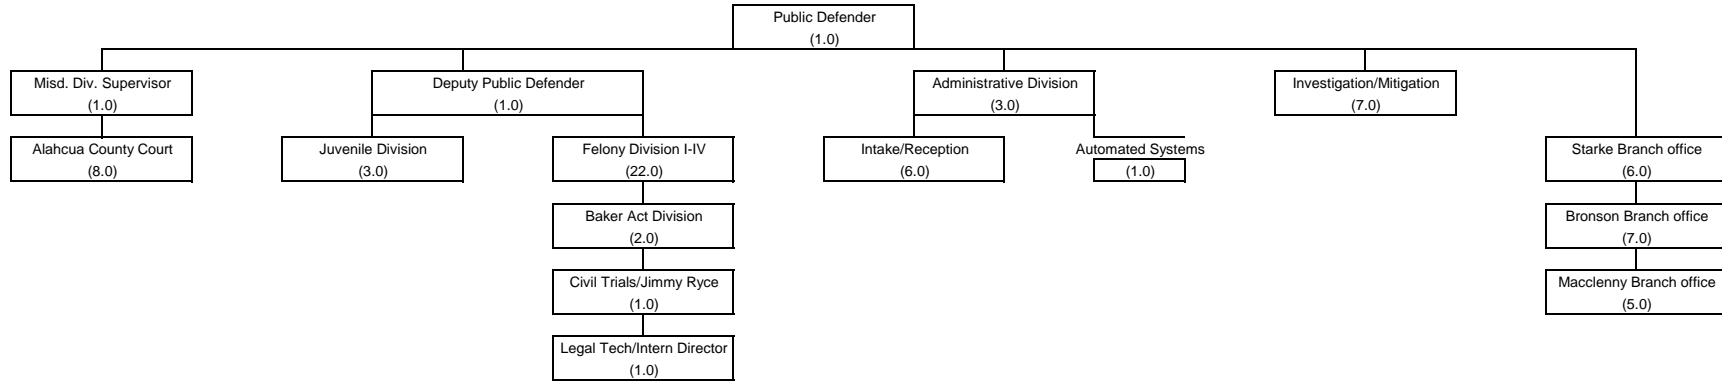 Public Defender
(1.0)
Misd. Div. Supervisor
(1.0)
Deputy Public Defender
(1.0)
Administrative Division
(3.0)
Investigation/Mitigation
(7.0)
Alahcua County Court
(8.0)
Juvenile Division
(3.0)
Felony Division I-IV
(22.0)
Intake/Reception
(6.0)
Automated Systems
(1.0)
Starke Branch office
(6.0)
Baker Act Division
(2.0)
Bronson Branch office
(7.0)
Civil Trials/Jimmy Ryce
(1.0)
Macclenny Branch office
(5.0)
Legal Tech/Intern Director
(1.0)